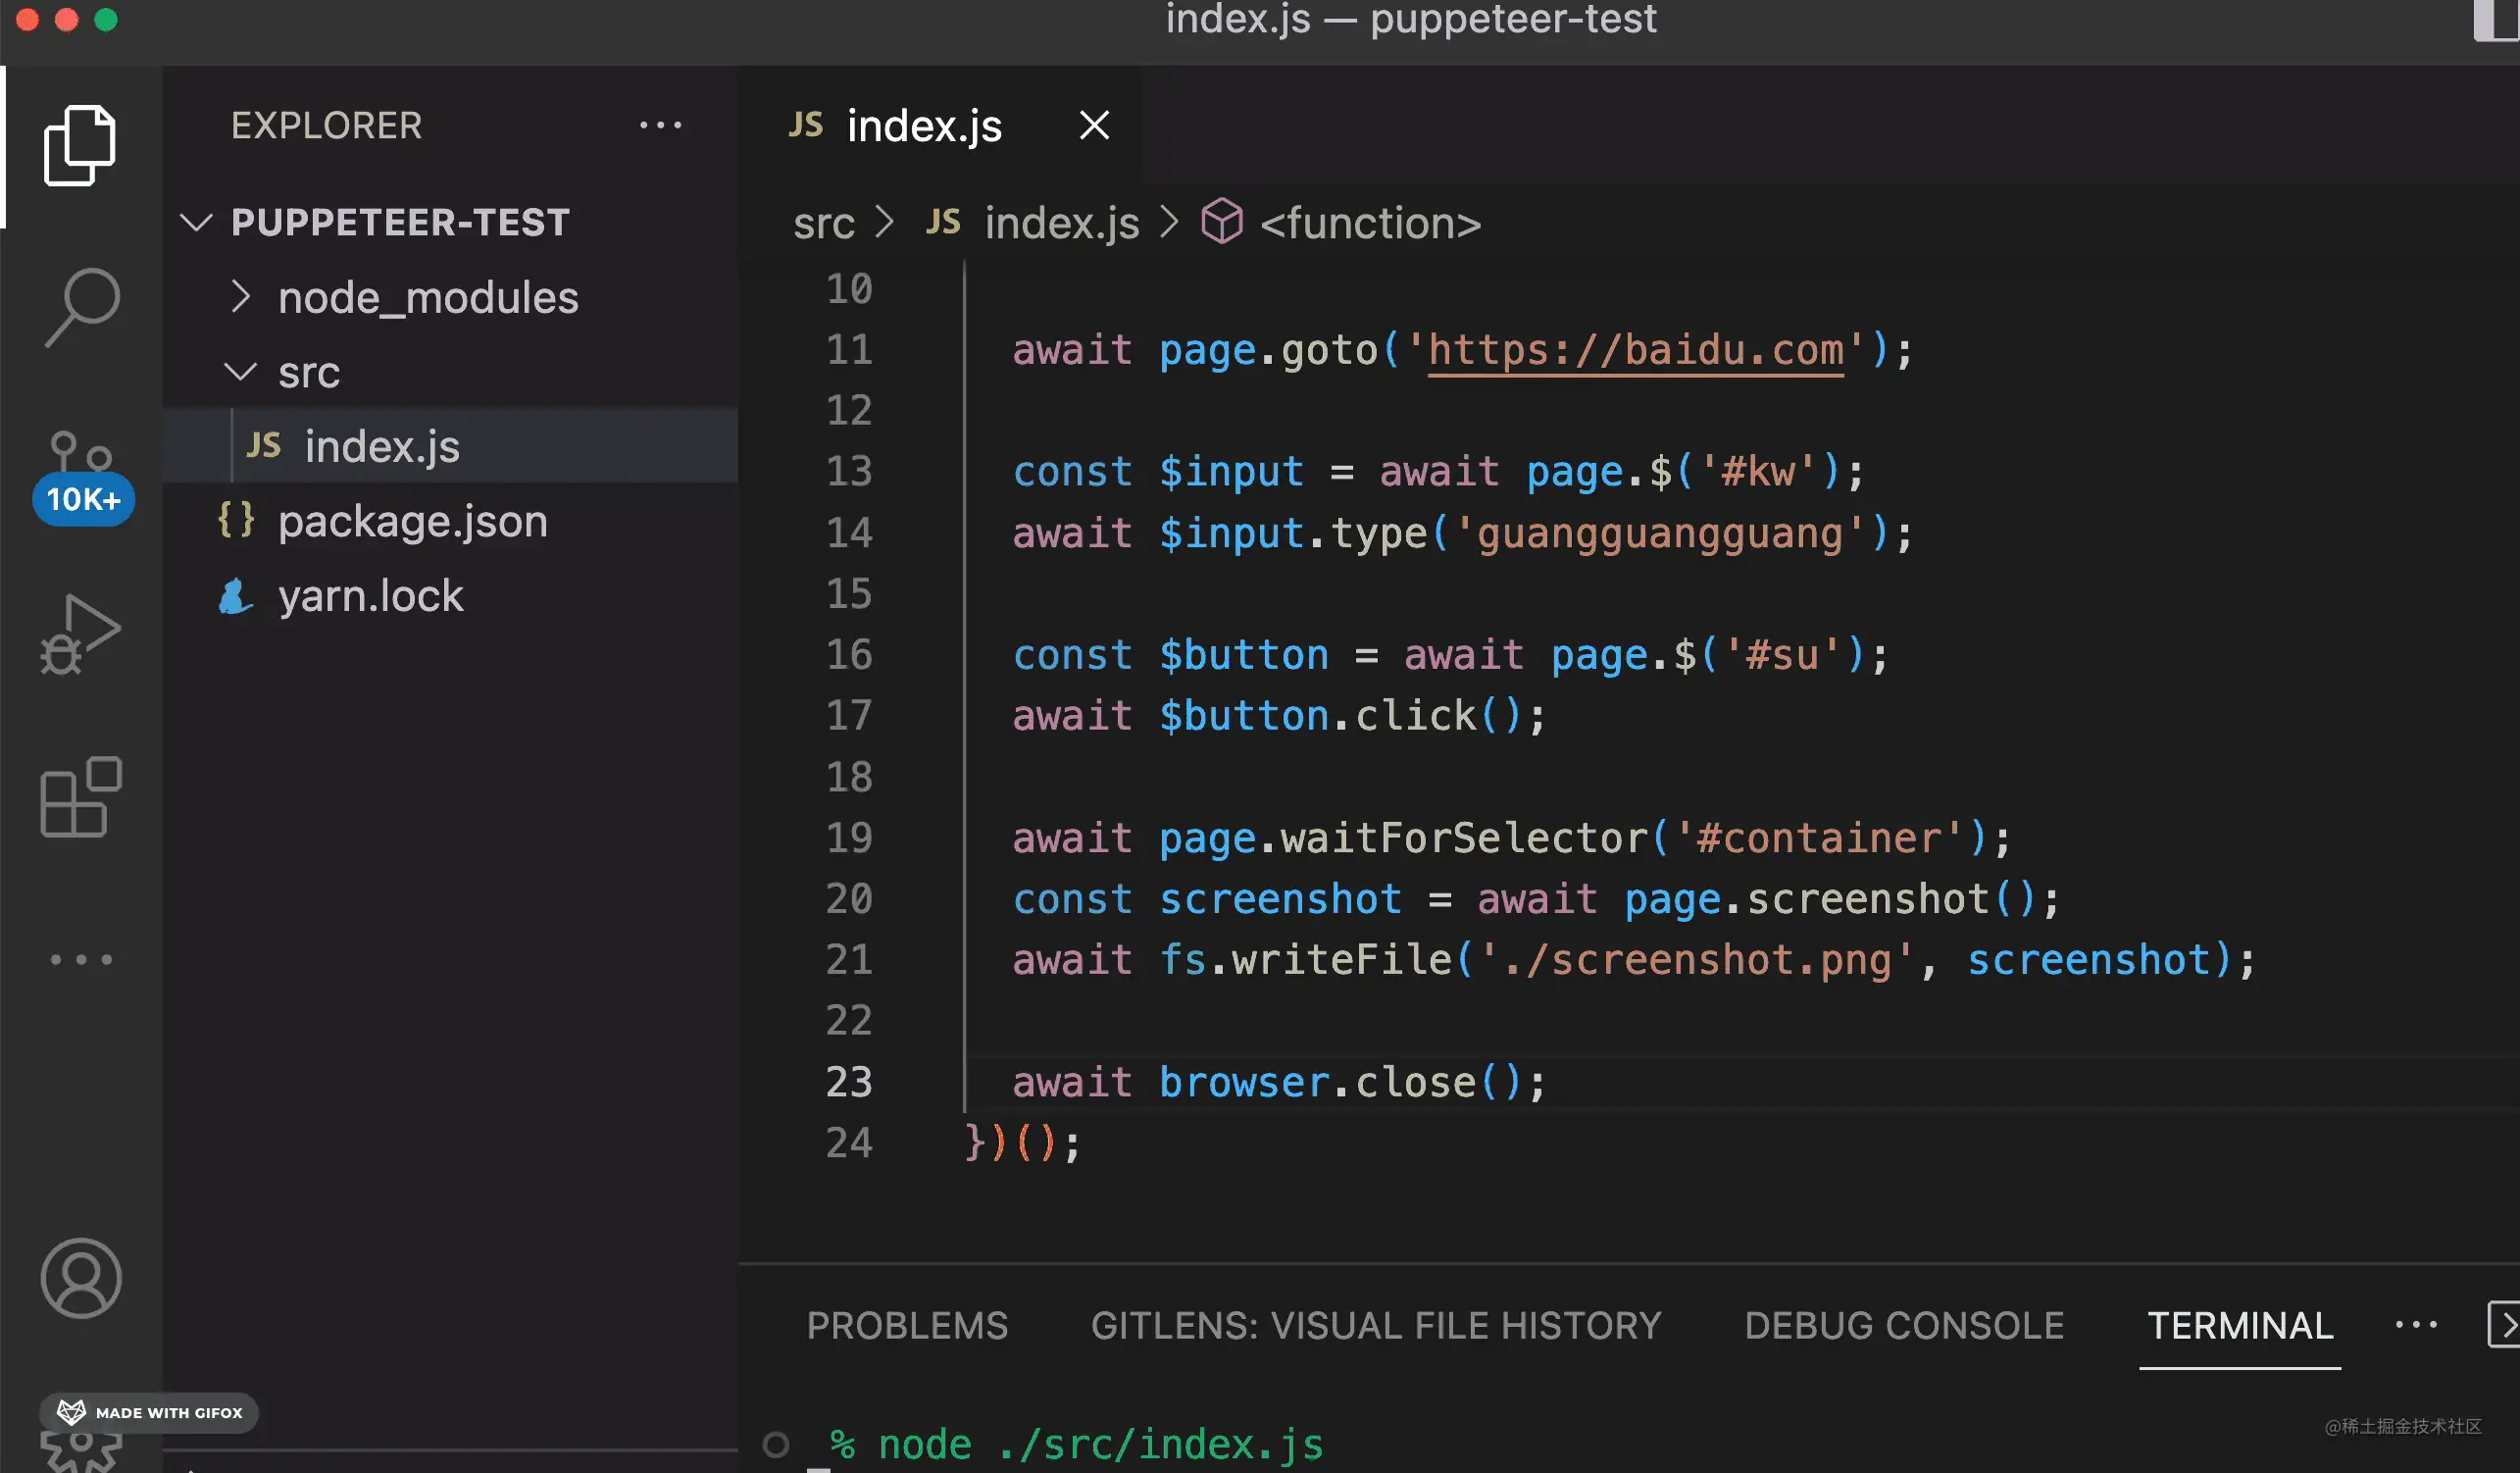 index.js — puppeteer-test
EXPLORER
PUPPETEER-TEST
node_modules
src
JS index.js
{} package.json
yarn.lock
10K+
JS index.js
src > JS index.js > <function>
10
11 await page.goto('https://baidu.com');
12
13 const $input = await page.$('#kw');
14 await $input.type('guangguangguang');
15
16 const $button = await page.$('#su');
17 await $button.click();
18
19 await page.waitForSelector('#container');
20 const screenshot = await page.screenshot();
21 await fs.writeFile('./screenshot.png', screenshot);
22
23 await browser.close();
24 })();
PROBLEMS GITLENS: VISUAL FILE HISTORY DEBUG CONSOLE TERMINAL
% node ./src/index.js
MADE WITH GIFOX
@稀土掘金技术社区